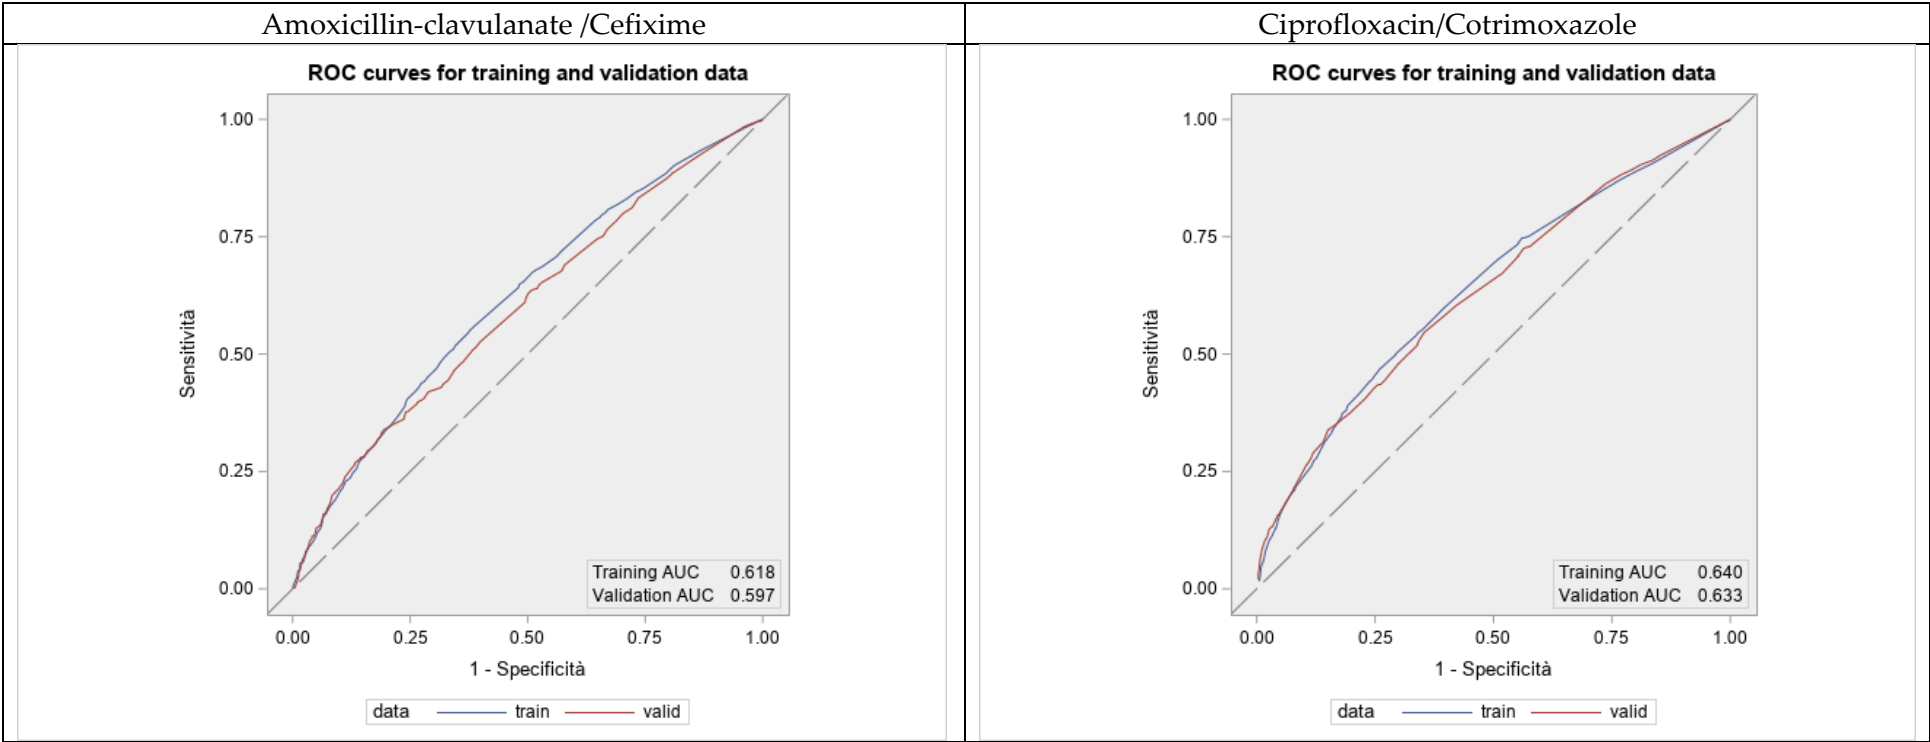 Amoxicillin-clavulanate /Cefixime
ROC curves for training and validation data
1.00
0.75
0.50
0.25
0.00
Sensitività
Training AUC 0.618
Validation AUC 0.597
0.00 0.25 0.50 0.75 1.00
1 - Specificità
data train valid
Ciprofloxacin/Cotrimoxazole
ROC curves for training and validation data
1.00
0.75
0.50
0.25
0.00
Sensitività
Training AUC 0.640
Validation AUC 0.633
0.00 0.25 0.50 0.75 1.00
1 - Specificità
data train valid